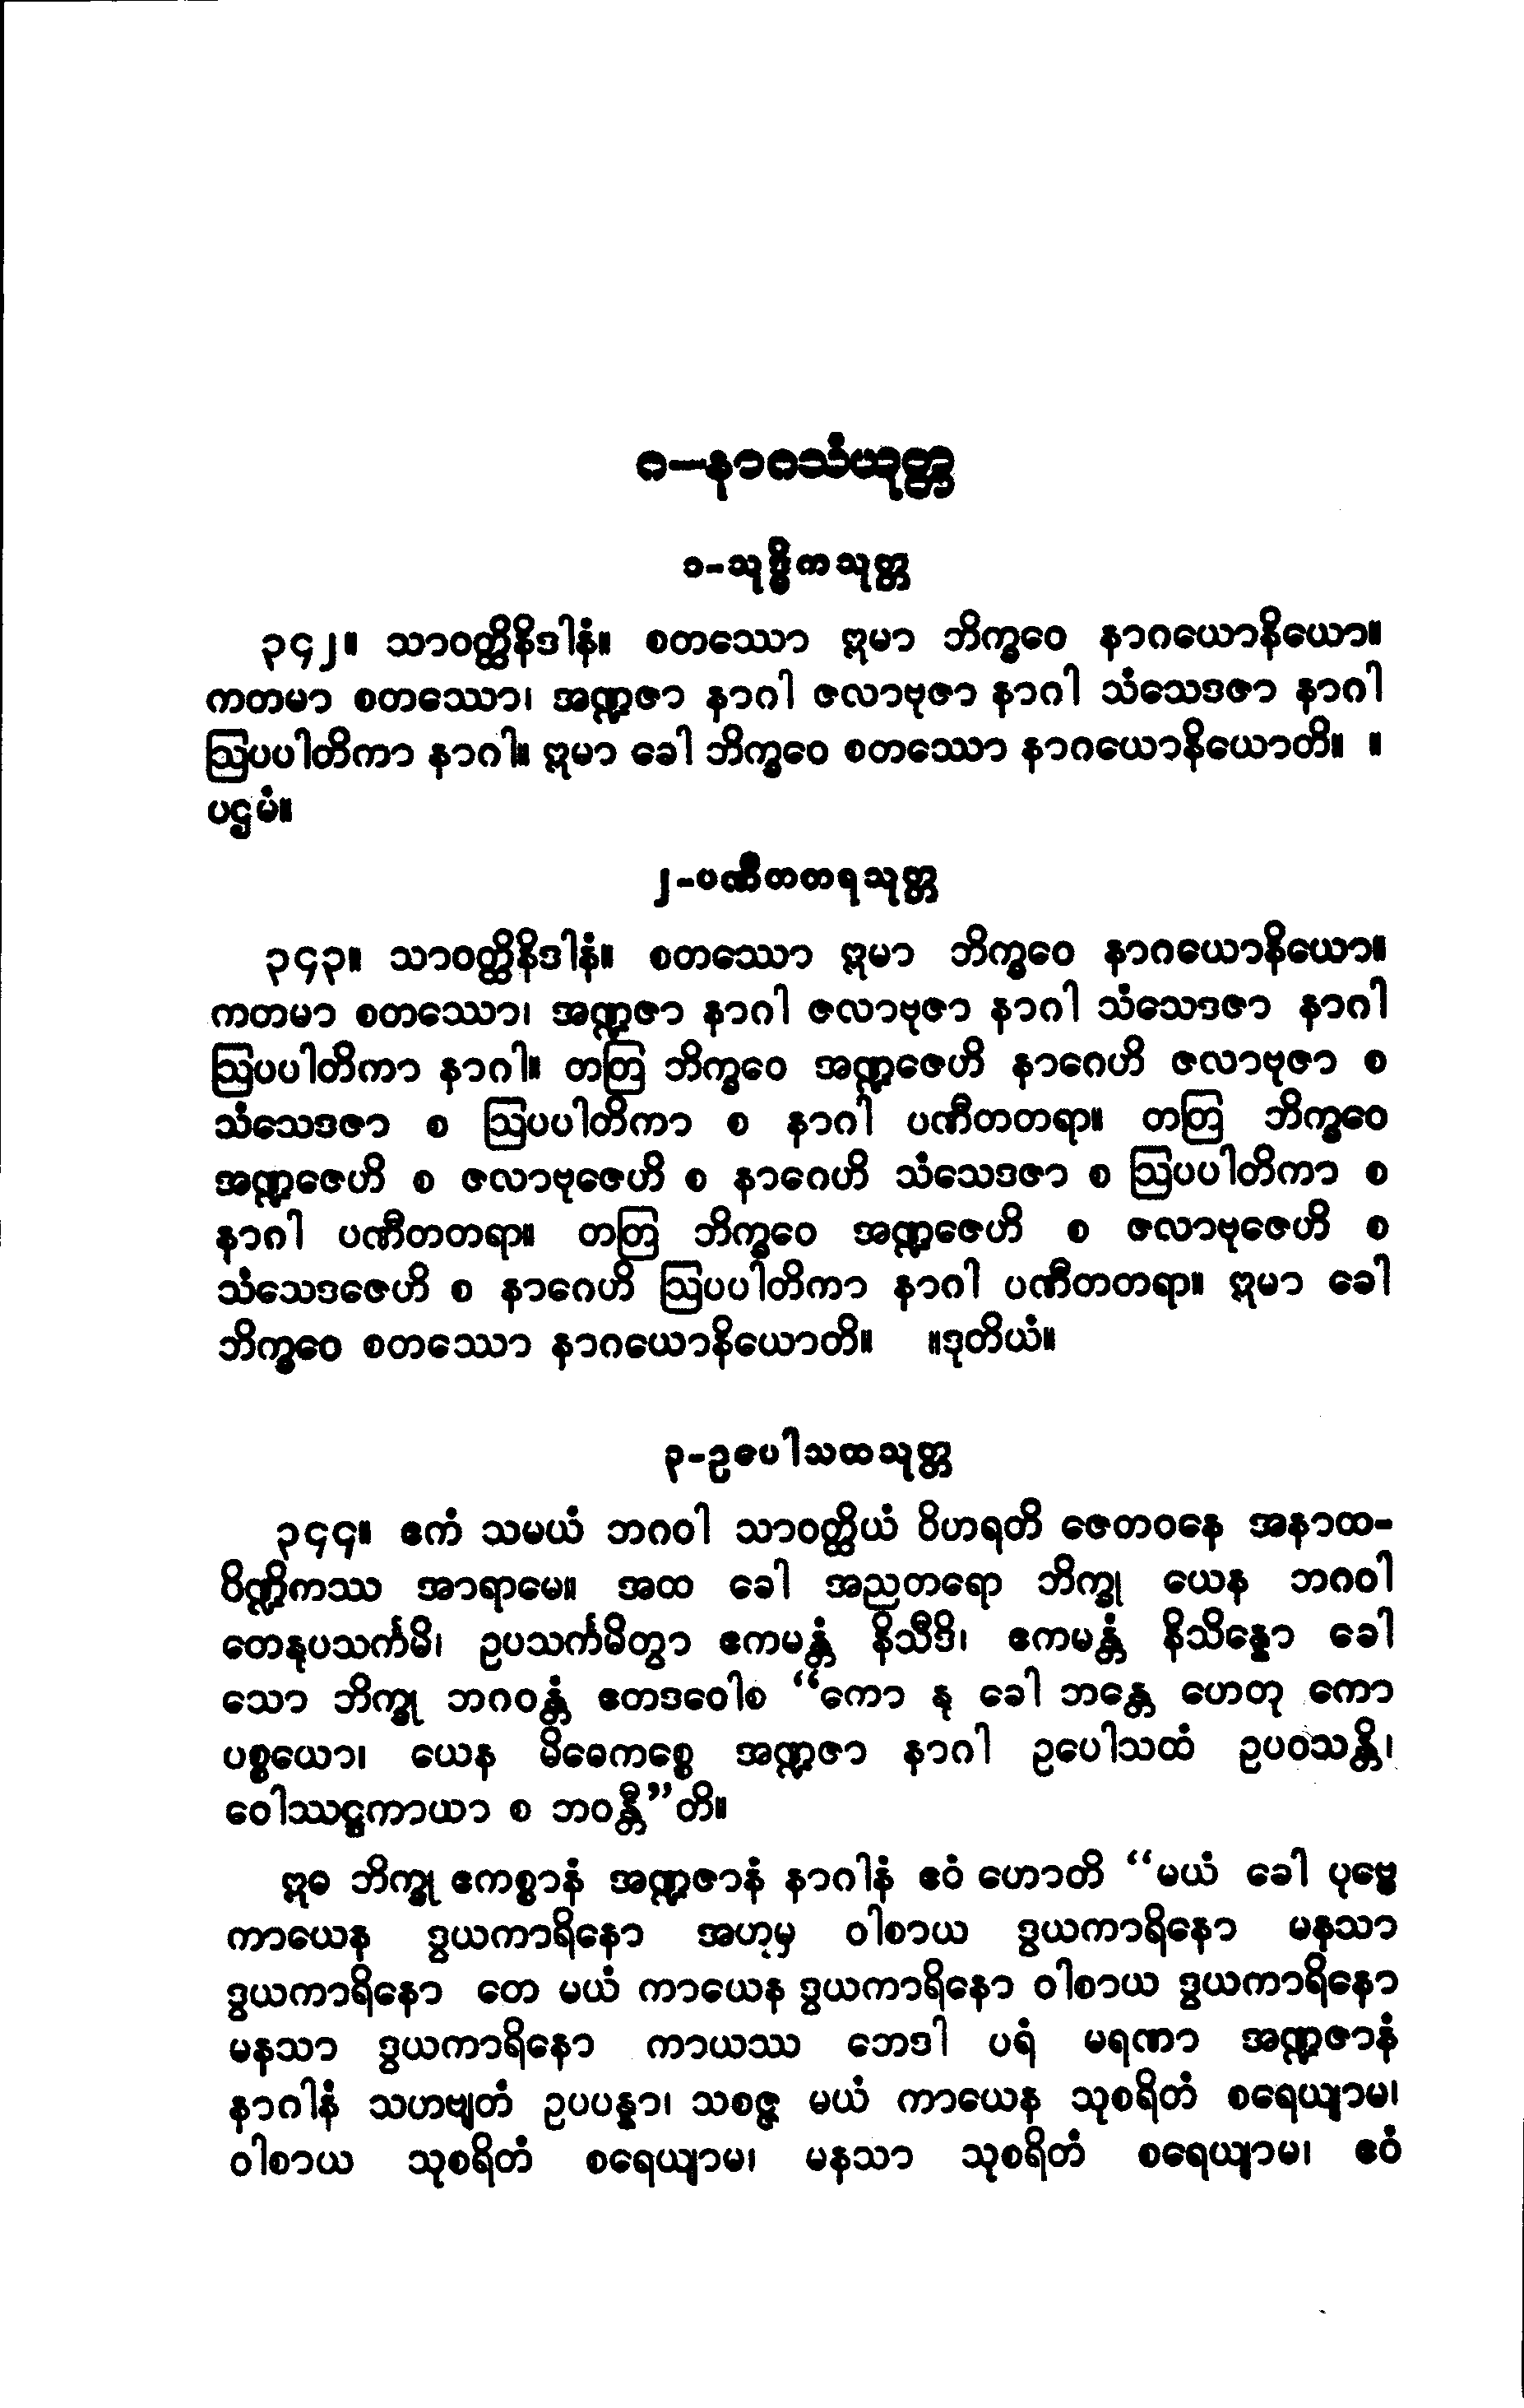 ၈—နာဂသံယုတ္တ
၁-သုဒ္ဓိကသုတ္တ
၃၄၂။ သာဝတ္ထိနိဒါနံ။ စတဿော ဣမာ ဘိက္ခဝေ နာဂယောနိယော။
ကတမာ စတဿော၊ အဏ္ဍဇာ နာဂါ ဇလာဗုဇာ နာဂါ သံသေဒဇာ နာဂါ
ဩပပါတိကာ နာဂါ။ ဣမာ ခေါ ဘိက္ခဝေ စတဿော နာဂယောနိယောတိ။ ။
ပဌမံ။
၂-ပဏီတတရသုတ္တ
၃၄၃။ သာဝတ္ထိနိဒါနံ။ စတဿော ဣမာ ဘိက္ခဝေ နာဂယောနိယော။
ကတမာ စတဿော၊ အဏ္ဍဇာ နာဂါ ဇလာဗုဇာ နာဂါ သံသေဒဇာ နာဂါ
ဩပပါတိကာ နာဂါ။ တတြ ဘိက္ခဝေ အဏ္ဍဇေဟိ နာဂေဟိ ဇလာဗုဇာ စ
သံသေဒဇာ စ ဩပပါတိကာ စ နာဂါ ပဏီတတရာ။ တတြ ဘိက္ခဝေ
အဏ္ဍဇေဟိ စ ဇလာဗုဇေဟိ စ နာဂေဟိ သံသေဒဇာ စ ဩပပါတိကာ စ
နာဂါ ပဏီတတရာ။ တတြ ဘိက္ခဝေ အဏ္ဍဇေဟိ စ ဇလာဗုဇေဟိ စ
သံသေဒဇေဟိ စ နာဂေဟိ ဩပပါတိကာ နာဂါ ပဏီတတရာ။ ဣမာ ခေါ
ဘိက္ခဝေ စတဿော နာဂယောနိယောတိ။ ။ဒုတိယံ။
၃-ဥပေါသထသုတ္တ
၃၄၄။ ဧကံ သမယံ ဘဂဝါ သာဝတ္ထိယံ ဝိဟရတိ ဇေတဝနေ အနာထ-
ပိဏ္ဍိကဿ အာရာမေ။ အထ ခေါ အညတရော ဘိက္ခု ယေန ဘဂဝါ
တေနုပသင်္ကမိ၊ ဥပသင်္ကမိတွာ ဧကမန္တံ နိသီဒိ၊ ဧကမန္တံ နိသိန္နော ခေါ
သော ဘိက္ခု ဘဂဝန္တံ ဧတဒဝေါစ “ကော နု ခေါ ဘန္တေ ဟေတု ကော
ပစ္စယော၊ ယေန မိဓေကစ္စေ အဏ္ဍဇာ နာဂါ ဥပေါသထံ ဥပဝသန္တိ၊
ဝေါဿဋ္ဌကာယာ စ ဘဝန္တီ”တိ။
ဣဓ ဘိက္ခု ဧကစ္စာနံ အဏ္ဍဇာနံ နာဂါနံ ဧဝံ ဟောတိ “မယံ ခေါ ပုဗ္ဗေ
ကာယေန ဒွယကာရိနော အဟုမှ ဝါစာယ ဒွယကာရိနော မနသာ
ဒွယကာရိနော တေ မယံ ကာယေန ဒွယကာရိနော ဝါစာယ ဒွယကာရိနော
မနသာ ဒွယကာရိနော ကာယဿ ဘေဒါ ပရံ မရဏာ အဏ္ဍဇာနံ
နာဂါနံ သဟဗျတံ ဥပပန္နာ၊ သစဇ္ဇ မယံ ကာယေန သုစရိတံ စရေယျာမ၊
ဝါစာယ သုစရိတံ စရေယျာမ၊ မနသာ သုစရိတံ စရေယျာမ၊ ဧဝံ